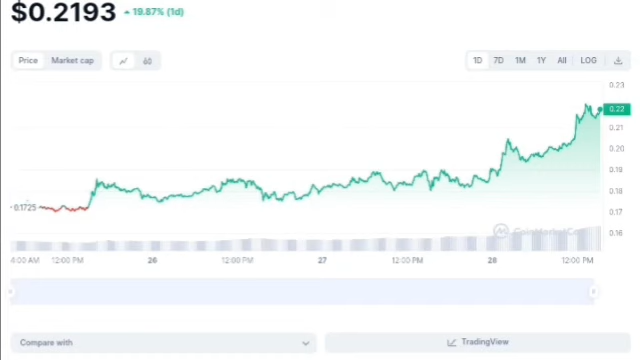 $0.2193 ▲ 19.87% (1d)
Price Market cap 1D 7D 1M 1Y All LOG
0.23
0.22
0.21
0.20
0.19
0.18
0.1725
0.17
0.16
4:00 AM 12:00 PM 26 12:00 PM 27 12:00 PM 28 12:00 PM
Compare with TradingView